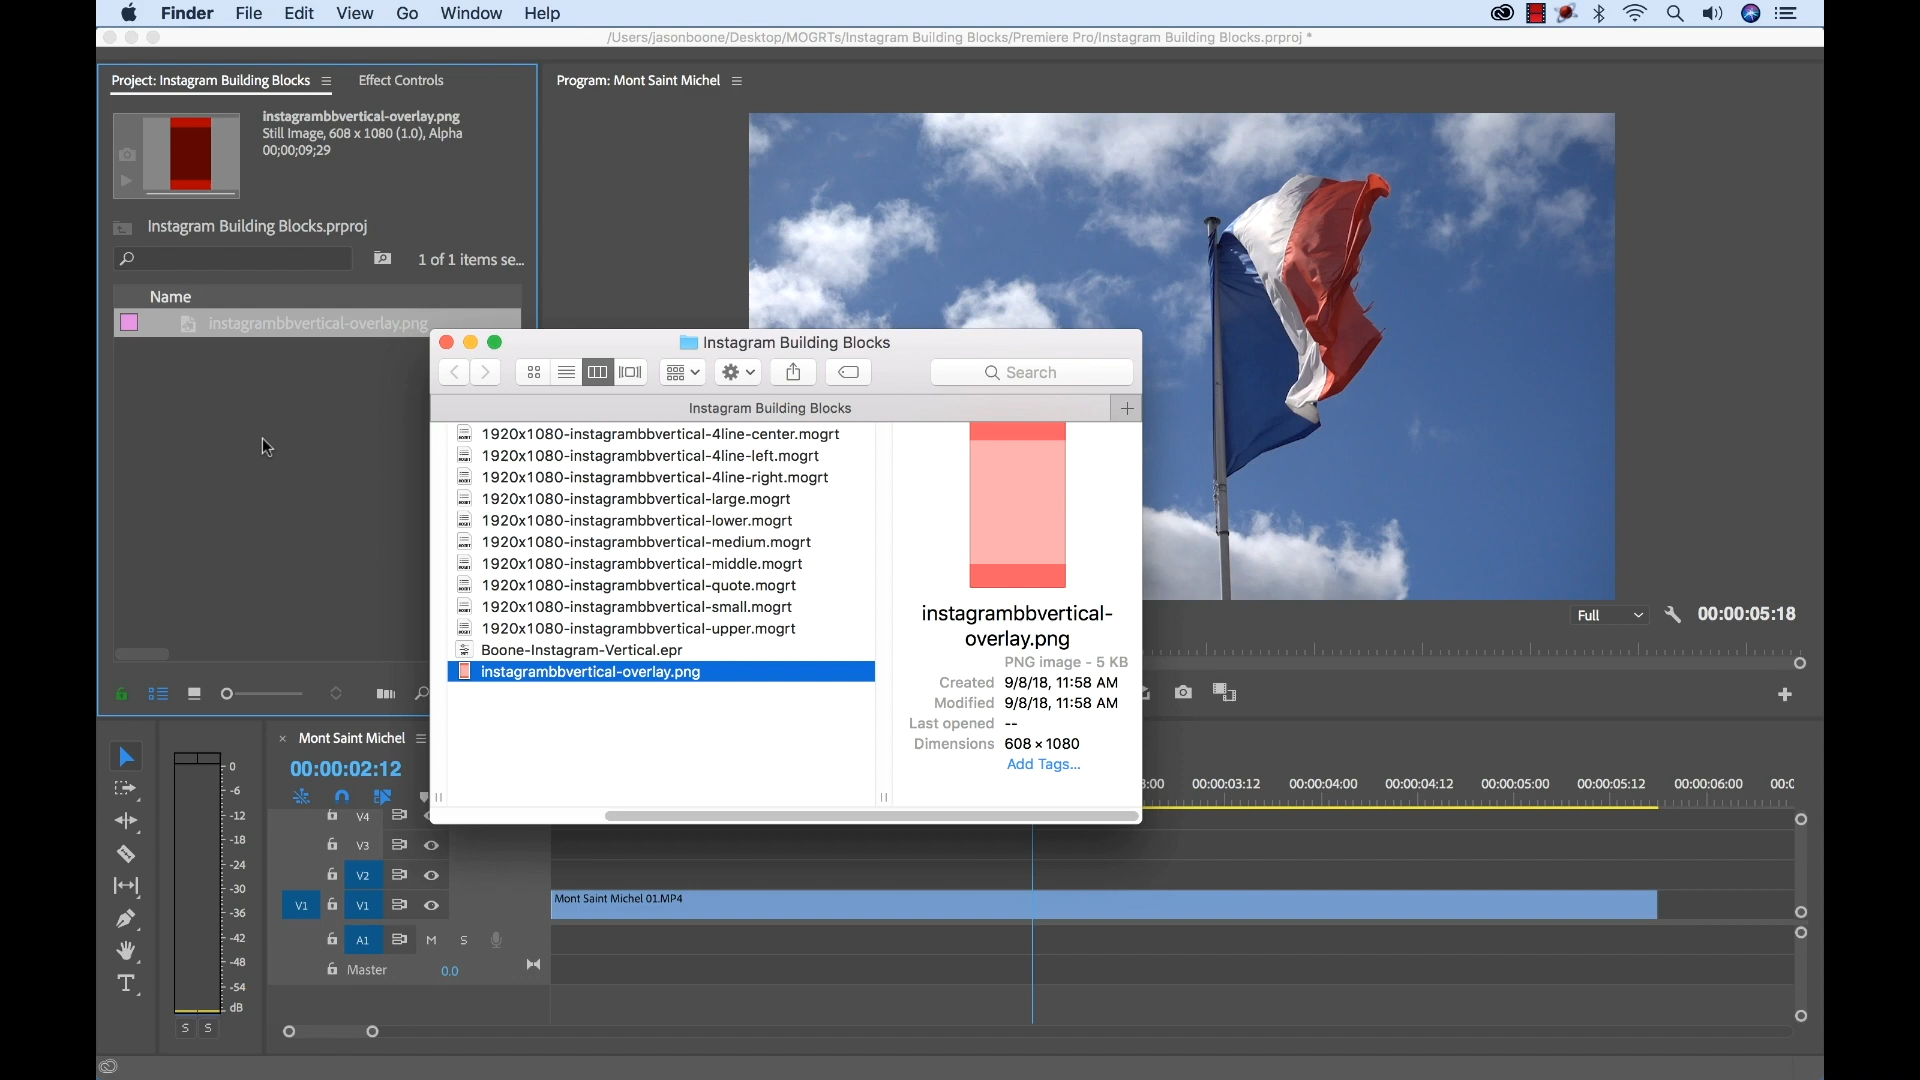 Finder File Edit View Go Window Help
/Users/jasonboone/Desktop/MOGRTs/Instagram Building Blocks/Premiere Pro/Instagram Building Blocks.prproj *
Project: Instagram Building Blocks
Effect Controls
Program: Mont Saint Michel
instagrambbvertical-overlay.png
Still Image, 608 x 1080 (1.0), Alpha
00;00;09;29
Instagram Building Blocks.prproj
1 of 1 items se...
Name
instagrambbvertical-overlay.png
Instagram Building Blocks
Search
Instagram Building Blocks
1920x1080-instagrambbvertical-4line-center.mogrt
1920x1080-instagrambbvertical-4line-left.mogrt
1920x1080-instagrambbvertical-4line-right.mogrt
1920x1080-instagrambbvertical-large.mogrt
1920x1080-instagrambbvertical-lower.mogrt
1920x1080-instagrambbvertical-medium.mogrt
1920x1080-instagrambbvertical-middle.mogrt
1920x1080-instagrambbvertical-quote.mogrt
1920x1080-instagrambbvertical-small.mogrt
1920x1080-instagrambbvertical-upper.mogrt
Boone-Instagram-Vertical.epr
instagrambbvertical-overlay.png
instagrambbvertical-
overlay.png
PNG image - 5 KB
Created 9/8/18, 11:58 AM
Modified 9/8/18, 11:58 AM
Last opened --
Dimensions 608 × 1080
Add Tags...
Full
00:00:05:18
Mont Saint Michel
00:00:02:12
:00 00:00:03:12 00:00:04:00 00:00:04:12 00:00:05:00 00:00:05:12 00:00:06:00 00:0
0
-6
-12
-18
-24
-30
-36
-42
-48
-54
dB
S S
V4
V3
V2
V1 V1
Mont Saint Michel 01.MP4
A1 M S
Master 0.0